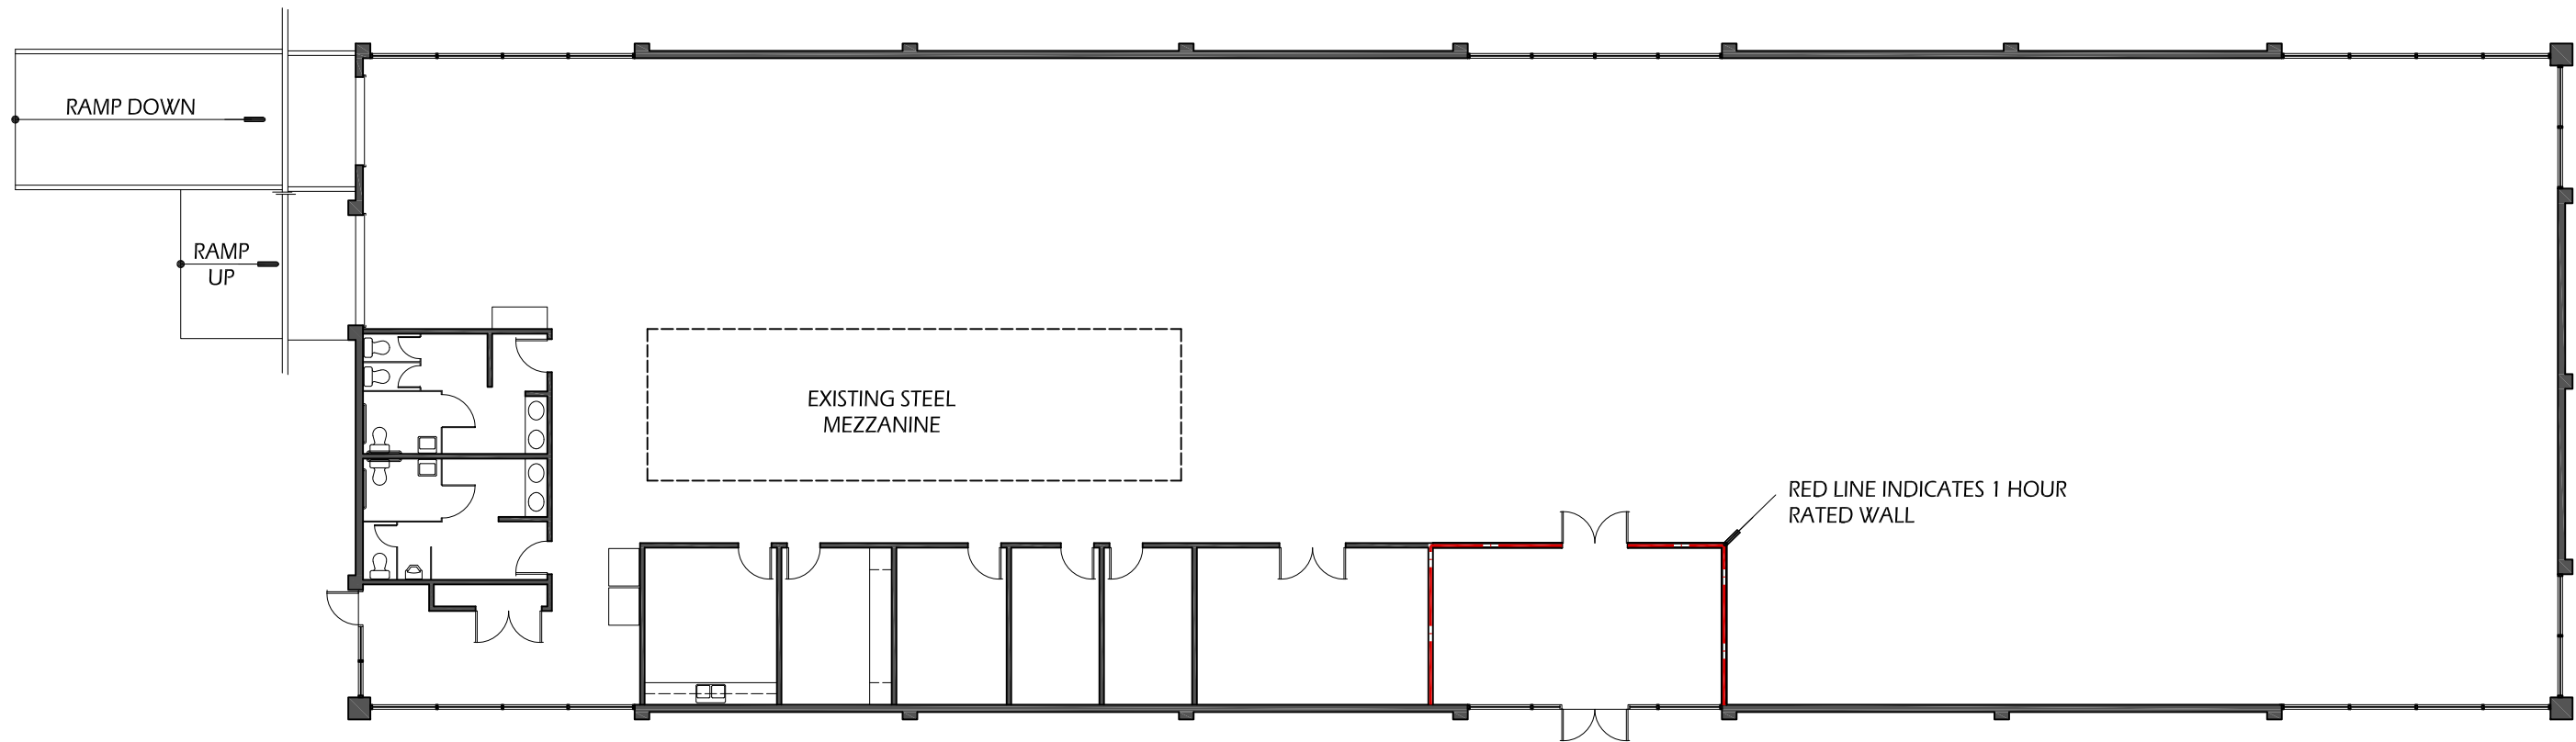 RAMP DOWN
RAMP
UP
EXISTING STEEL
MEZZANINE
RED LINE INDICATES 1 HOUR
RATED WALL